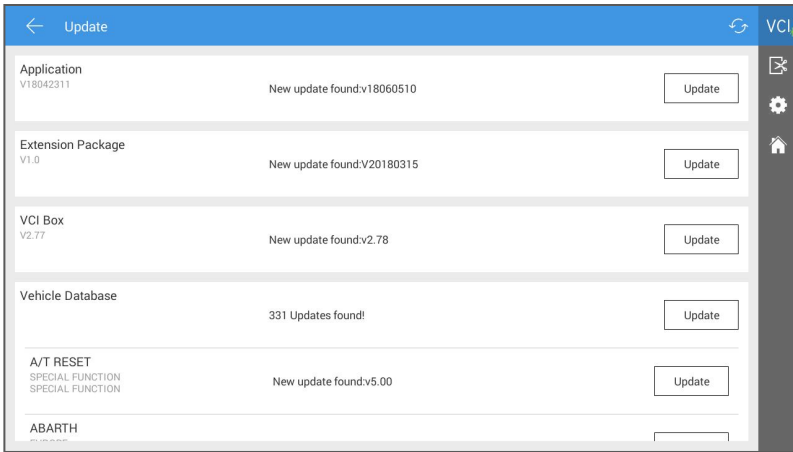 Update
VCI
Application
V18042311
New update found:v18060510
Update
Extension Package
V1.0
New update found:V20180315
Update
VCI Box
V2.77
New update found:v2.78
Update
Vehicle Database
331 Updates found!
Update
A/T RESET
SPECIAL FUNCTION
SPECIAL FUNCTION
New update found:v5.00
Update
ABARTH